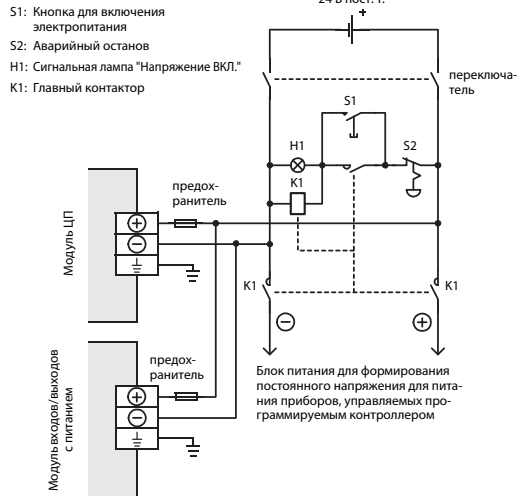 24 В пост. т.
S1: Кнопка для включения
электропитания
S2: Аварийный останов
H1: Сигнальная лампа "Напряжение ВКЛ."
K1: Главный контактор
переключа-
тель
S1
H1
S2
K1
предох-
ранитель
Модуль ЦП
K1
K1
Блок питания для формирования
постоянного напряжения для пита-
ния приборов, управляемых про-
граммируемым контроллером
предох-
ранитель
Модуль входов/выходов
с питанием